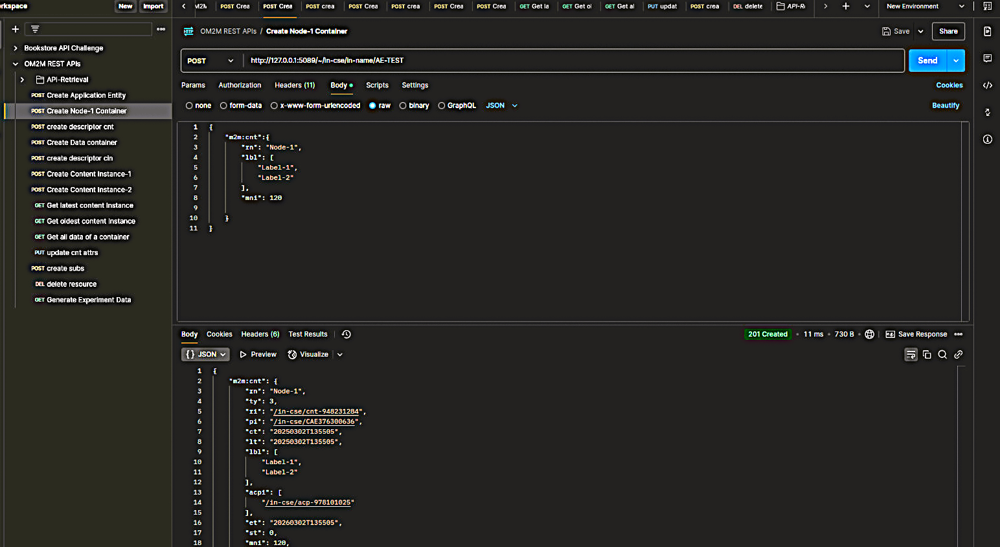 rkspace
New
Import
POST Crea
POST Crea
POST crea
POST Crea
POST crea
POST Crea
POST Crea
GET Get la
GET Get ol
GET Get al
PUT updat
POST crea
DEL delete
New Environment
Bookstore API Challenge
OM2M REST APIs
API-Retrieval
POST Create Application Entity
POST Create Node-1 Container
POST create descriptor cnt
POST Create Data container
POST create descriptor cin
POST Create Content Instance-1
POST Create Content Instance-2
GET Get latest content Instance
GET Get oldest content Instance
GET Get all data of a container
PUT update cnt attrs
POST create subs
DEL delete resource
GET Generate Experiment Data
HTTP OM2M REST APIs / Create Node-1 Container
Save
Share
POST http://127.0.0.1:5089/~/in-cse/in-name/AE-TEST
Send
Params Authorization Headers (11) Body Scripts Settings
Cookies
none form-data x-www-form-urlencoded raw binary GraphQL JSON
Beautify
1 {
2 "m2m:cnt":{
3 "rn": "Node-1",
4 "lbl": [
5 "Label-1",
6 "Label-2"
7 ],
8 "mni": 120
9
10 }
11 }
Body Cookies Headers (6) Test Results
201 Created • 11 ms • 730 B •
Save Response
{} JSON Preview Visualize
1 {
2 "m2m:cnt": {
3 "rn": "Node-1",
4 "ty": 3,
5 "ri": "/in-cse/cnt-948231284",
6 "pi": "/in-cse/CAE376300636",
7 "ct": "20250302T135505",
8 "lt": "20250302T135505",
9 "lbl": [
10 "Label-1",
11 "Label-2"
12 ],
13 "acpi": [
14 "/in-cse/acp-978101025"
15 ],
16 "et": "20260302T135505",
17 "st": 0,
18 "mni": 120,